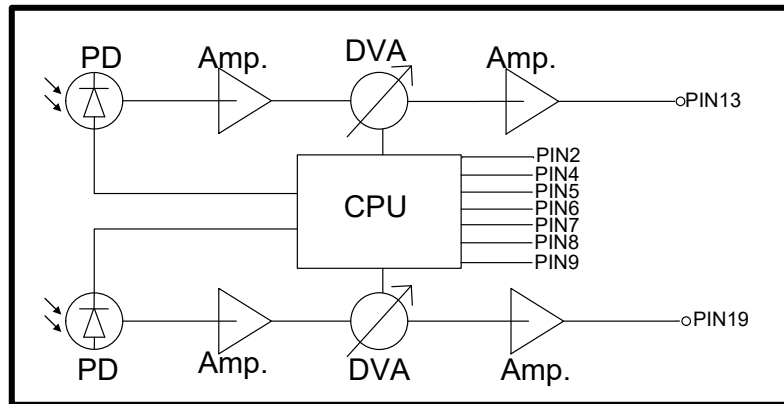 PD
Amp.
DVA
Amp.
PIN13
PIN2
PIN4
PIN5
CPU
PIN6
PIN7
PIN8
PIN9
PIN19
PD
Amp.
DVA
Amp.